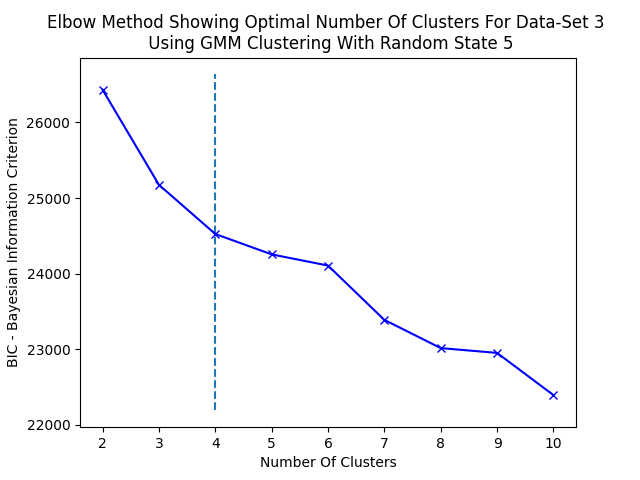 Elbow Method Showing Optimal Number Of Clusters For Data-Set 3
Using GMM Clustering With Random State 5
BIC - Bayesian Information Criterion
26000
25000
24000
23000
22000
2 3 4 5 6 7 8 9 10
Number Of Clusters